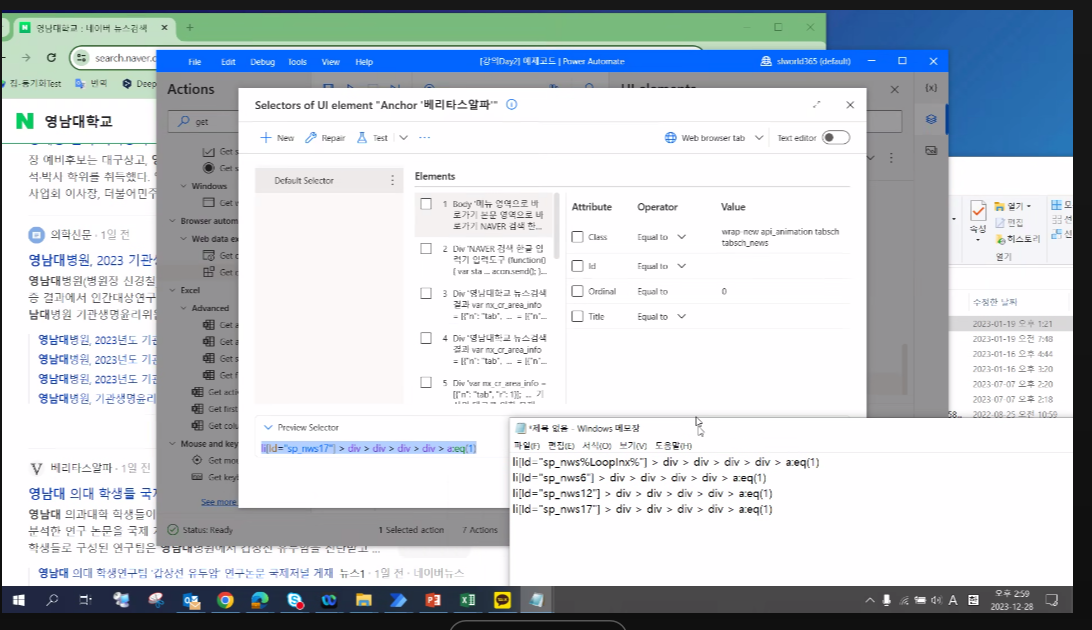 영남대학교 : 네이버 뉴스검색
search.naver.c
번역
Deep
N 영남대학교
File Edit Debug Tools View Help
[강의Day2] 예제코드 | Power Automate
slworld365 (default)
Actions
UI elements
{x}
get
Selectors of UI element "Anchor '베리타스알파'"
New Repair Test
Web browser tab
Text editor
Default Selector
Elements
1 Body '메뉴 영역으로 바
로가기 본문 영역으로 바
로가기 NAVER 검색 한...
2 Div 'NAVER 검색 한글 입
력기 입력도구 (function()
{ var sta ... acon.send(); }...
3 Div '영남대학교 뉴스검색
결과 var nx_cr_area_info
= [{"n": "tab", ... = [{"n"...
4 Div '영남대학교 뉴스검색
결과 var nx_cr_area_info
= [{"n": "tab", ... = [{"n"...
5 Div 'var nx_cr_area_info =
[{"n": "tab", "r": 1}]; ... 기
Attribute Operator Value
Class Equal to wrap-new api_animation tabsch
tabsch_news
Id Equal to
Ordinal Equal to 0
Title Equal to
Preview Selector
li[Id="sp_nws17"] > div > div > div > div > a:eq(1)
Get s
Get s
Windows
Get w
Browser autom
Web data ex
Get d
Get d
Excel
Advanced
Get a
Get a
Get s
Get f
Get activ
Get first
Get colu
Mouse and key
Get mou
Get keyb
See more
Status: Ready
1 Selected action
7 Actions
장 예비후보는 대구상고,
석·박사 학위를 취득했다.
사업회 이사장, 더불어민주
의학신문 · 1일 전
영남대병원, 2023 기관
영남대병원(병원장 신경철
증 결과에서 인간대상연구
남대병원 기관생명윤리위원
영남대병원, 2023년도 기관
영남대병원, 2023년도 기관
영남대병원, 2023년도 기관
영남대병원, 기관생명윤리
베리타스알파 · 1일 전
영남대 의대 학생들 국제
영남대 의과대학 학생들이
분석한 연구 논문을 국제
학생들로 구성된 연구팀은 영남대병원에서 갑상선 유두암을 진단받고 ...
영남대 의대 학생연구팀 '갑상선 유두암' 연구논문 국제저널 게재 뉴스1 · 1일 전 · 네이버뉴스
속성
열기
편집
히스토리
열기
수정한 날짜
2023-01-19 오후 1:21
2023-01-19 오전 7:48
2023-01-16 오후 4:44
2023-01-16 오후 3:20
2023-07-07 오후 2:20
2023-07-07 오후 2:18
2022-08-25 오전 10:59
*제목 없음 - Windows 메모장
파일(F) 편집(E) 서식(O) 보기(V) 도움말(H)
li[Id="sp_nws%LoopInx%"] > div > div > div > div > a:eq(1)
li[Id="sp_nws6"] > div > div > div > div > a:eq(1)
li[Id="sp_nws12"] > div > div > div > div > a:eq(1)
li[Id="sp_nws17"] > div > div > div > div > a:eq(1)
A
오후 2:59
2023-12-28